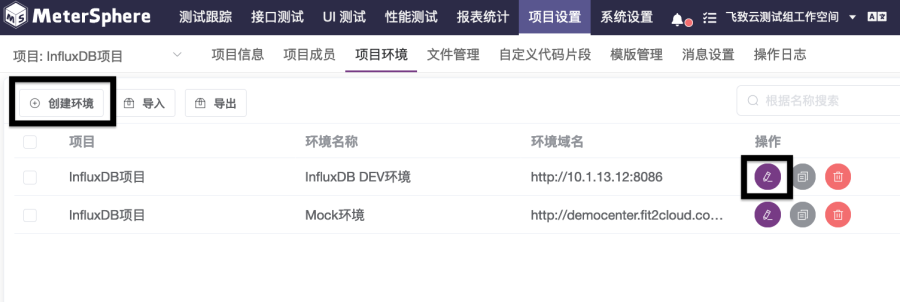 MeterSphere 测试跟踪 接口测试 UI 测试 性能测试 报表统计 项目设置 系统设置 飞致云测试组工作空间
项目: InfluxDB项目 项目信息 项目成员 项目环境 文件管理 自定义代码片段 模版管理 消息设置 操作日志
创建环境 导入 导出 根据名称搜索
项目 环境名称 环境域名 操作
InfluxDB项目 InfluxDB DEV环境 http://10.1.13.12:8086
InfluxDB项目 Mock环境 http://democenter.fit2cloud.co...